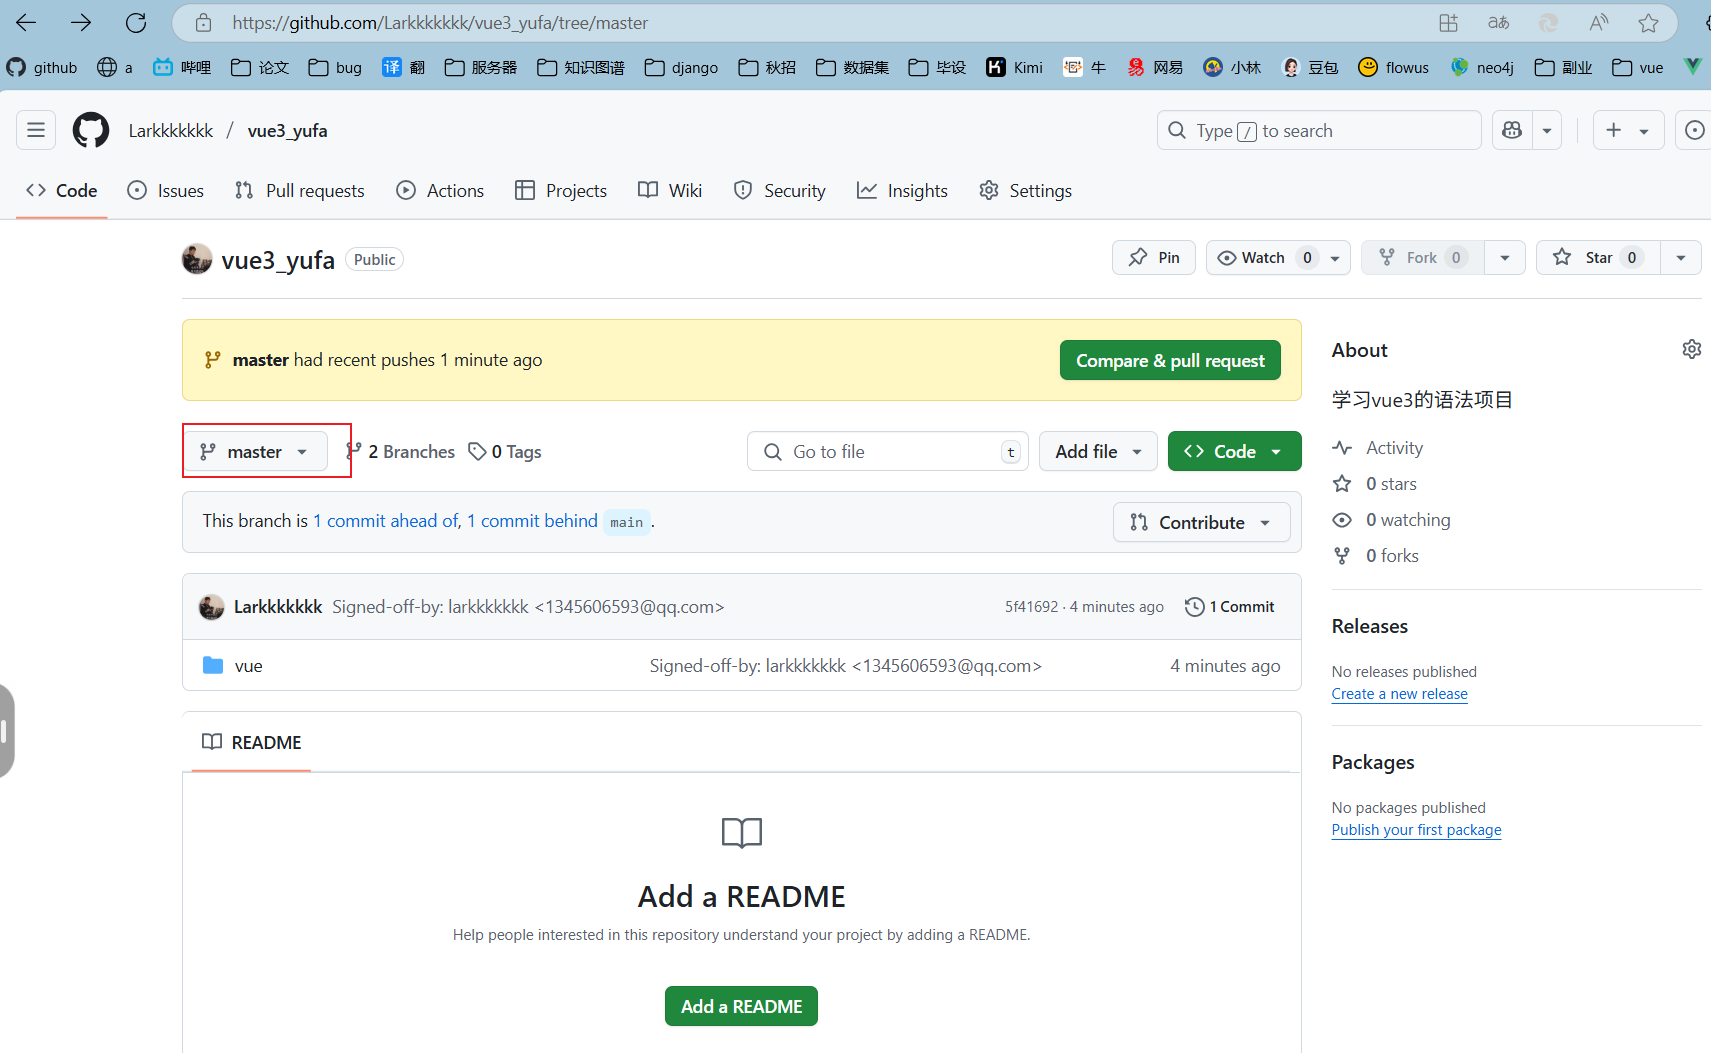 https://github.com/Larkkkkkkk/vue3_yufa/tree/master
github a 哔哩 论文 bug 译 翻 服务器 知识图谱 django 秋招 数据集 毕设 Kimi 牛 网易 小林 豆包 flowus neo4j 副业 vue
Larkkkkkkk / vue3_yufa Type / to search
Code Issues Pull requests Actions Projects Wiki Security Insights Settings
vue3_yufa Public Pin Watch 0 Fork 0 Star 0
master had recent pushes 1 minute ago Compare & pull request
master 2 Branches 0 Tags Go to file t Add file Code
This branch is 1 commit ahead of, 1 commit behind main .
Contribute
Larkkkkkkk Signed-off-by: larkkkkkkk <1345606593@qq.com> 5f41692 · 4 minutes ago 1 Commit
vue Signed-off-by: larkkkkkkk <1345606593@qq.com> 4 minutes ago
README
Add a README
Help people interested in this repository understand your project by adding a README.
Add a README
About
学习vue3的语法项目
Activity
0 stars
0 watching
0 forks
Releases
No releases published
Create a new release
Packages
No packages published
Publish your first package